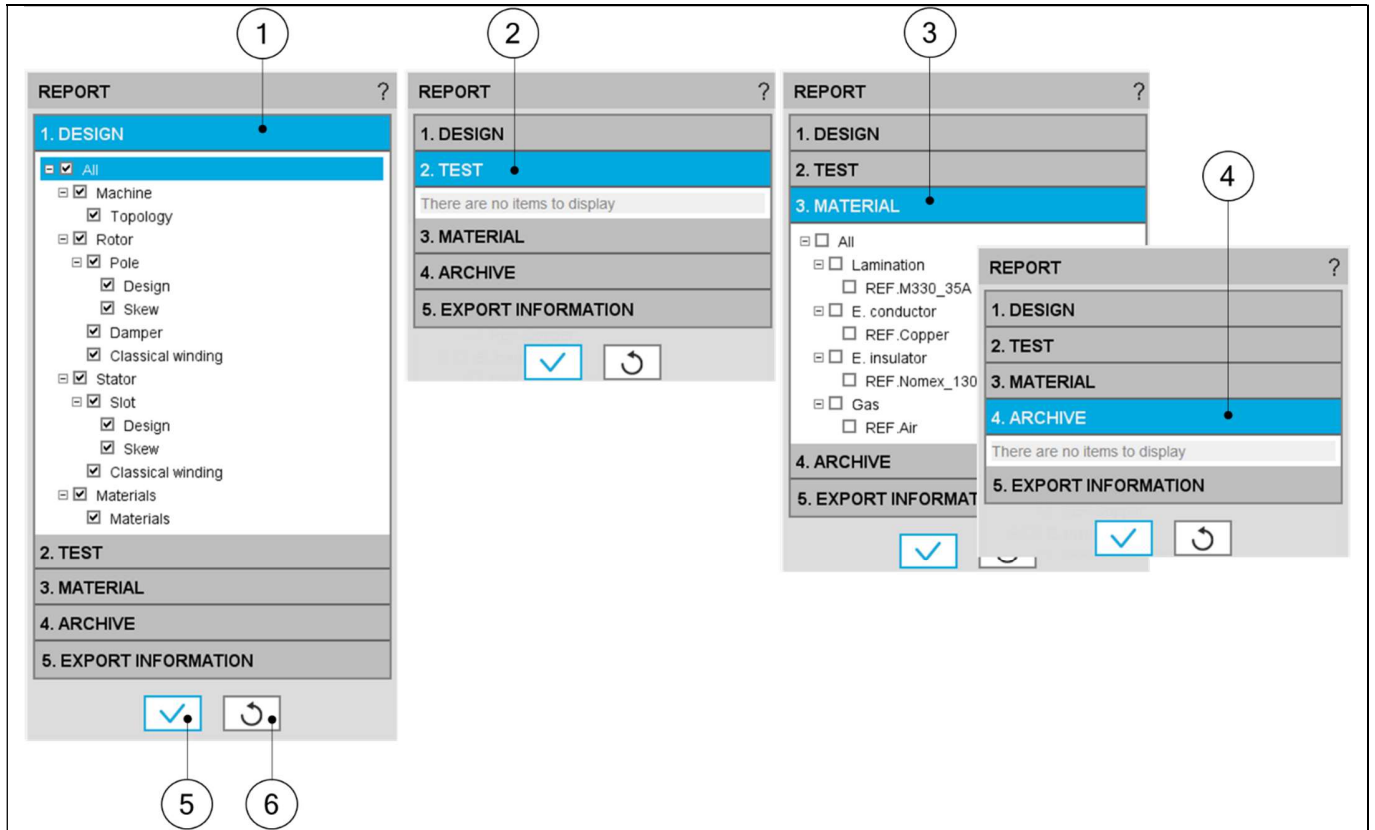 1
2
3
4
REPORT ?
1. DESIGN
All
Machine
Topology
Rotor
Pole
Design
Skew
Damper
Classical winding
Stator
Slot
Design
Skew
Classical winding
Materials
Materials
2. TEST
3. MATERIAL
4. ARCHIVE
5. EXPORT INFORMATION
5
6
REPORT ?
1. DESIGN
2. TEST
There are no items to display
3. MATERIAL
4. ARCHIVE
5. EXPORT INFORMATION
REPORT ?
1. DESIGN
2. TEST
3. MATERIAL
All
Lamination
REF.M330_35A
E. conductor
REF.Copper
E. insulator
REF.Nomex_130
Gas
REF.Air
4. ARCHIVE
5. EXPORT INFORMAT
REPORT ?
1. DESIGN
2. TEST
3. MATERIAL
4. ARCHIVE
There are no items to display
5. EXPORT INFORMATION